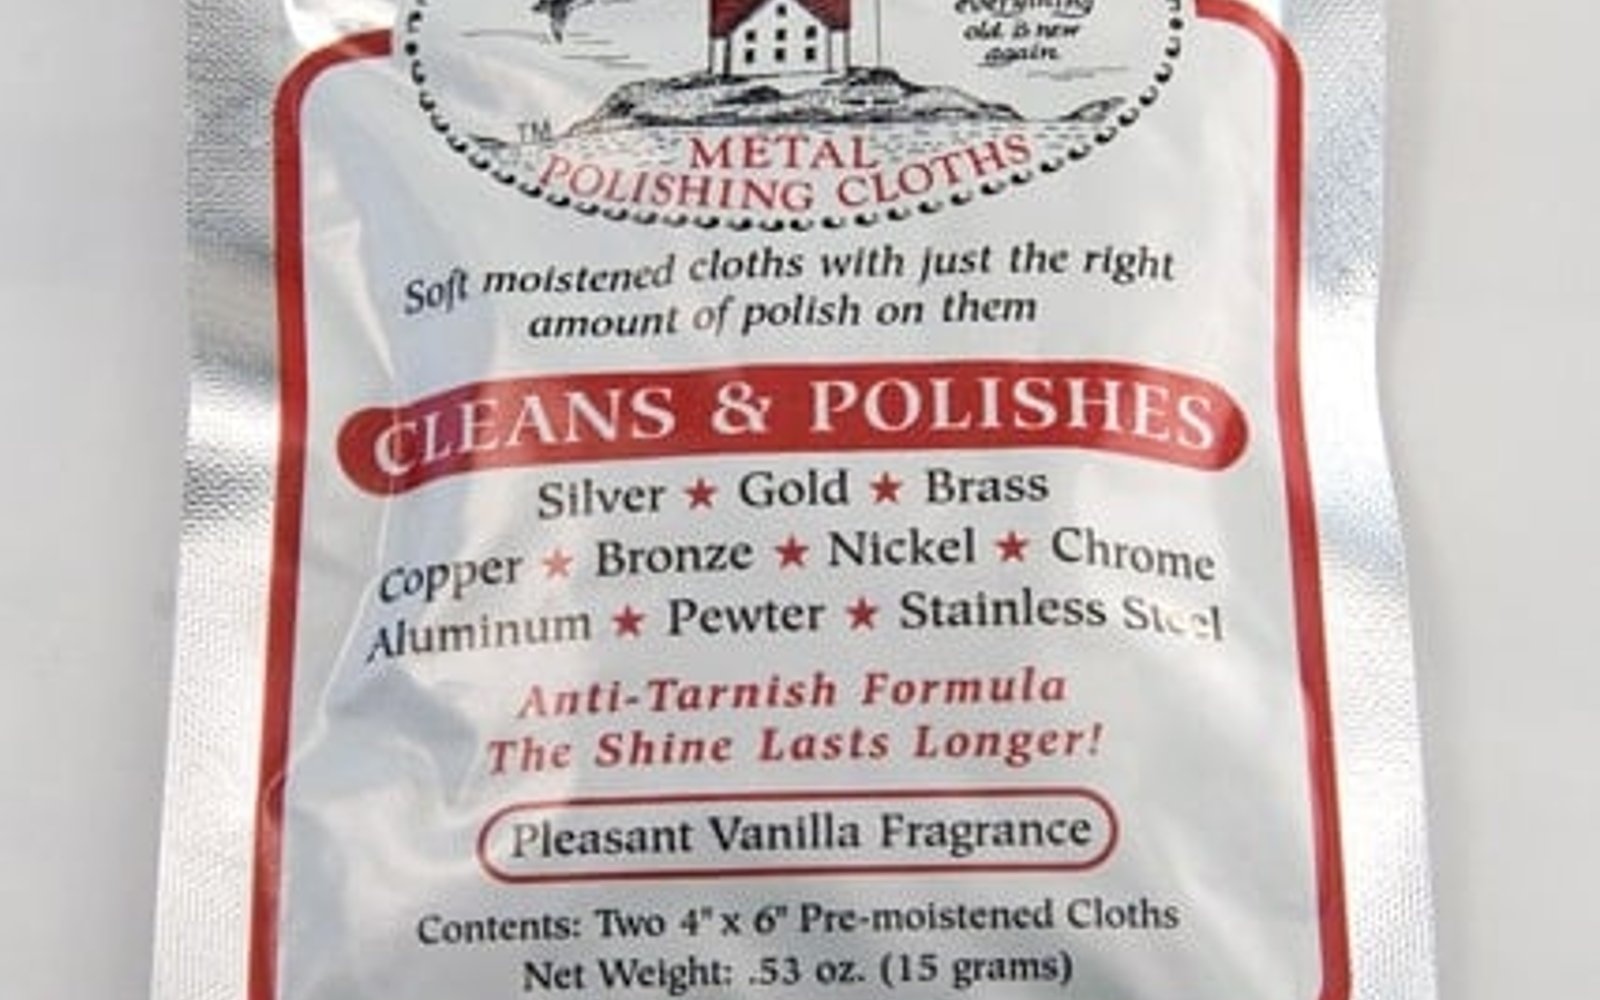 everything
old is new
again.
TM
METAL
POLISHING CLOTHS
Soft moistened cloths with just the right
amount of polish on them
CLEANS & POLISHES
Silver ★ Gold ★ Brass
Copper ★ Bronze ★ Nickel ★ Chrome
Aluminum ★ Pewter ★ Stainless Steel
Anti-Tarnish Formula
The Shine Lasts Longer!
Pleasant Vanilla Fragrance
Contents: Two 4" x 6" Pre-moistened Cloths
Net Weight: .53 oz. (15 grams)